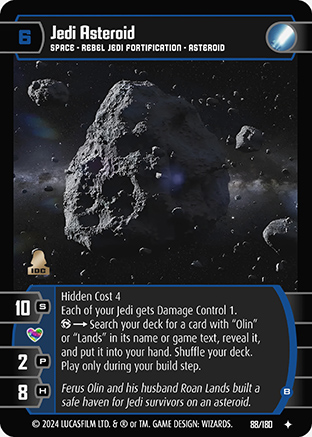 6 Jedi Asteroid
SPACE - REBEL JEDI FORTIFICATION - ASTEROID
IDC
10 S
2 P
8 H
Hidden Cost 4
Each of your Jedi gets Damage Control 1.
Search your deck for a card with “Olin”
or “Lands” in its name or game text, reveal it,
and put it into your hand. Shuffle your deck.
Play only during your build step.
Ferus Olin and his husband Roan Lands built a
safe haven for Jedi survivors on an asteroid.
B
© 2024 LUCASFILM LTD. & ® or TM. GAME DESIGN: WIZARDS. 88/180